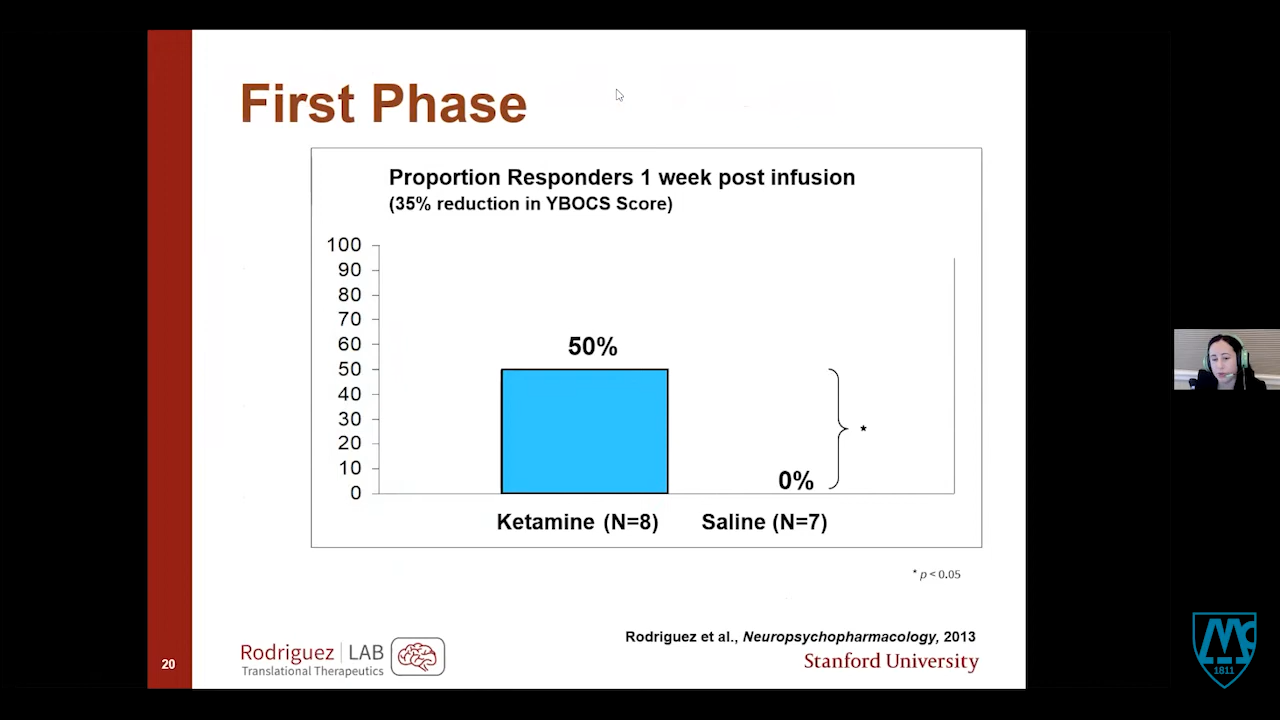 First Phase
Proportion Responders 1 week post infusion
(35% reduction in YBOCS Score)
100
90
80
70
60
50
40
30
20
10
0
50%
0%
*
Ketamine (N=8)
Saline (N=7)
* p < 0.05
Rodriguez et al., Neuropsychopharmacology, 2013
Stanford University
Rodriguez LAB
Translational Therapeutics
20
1811